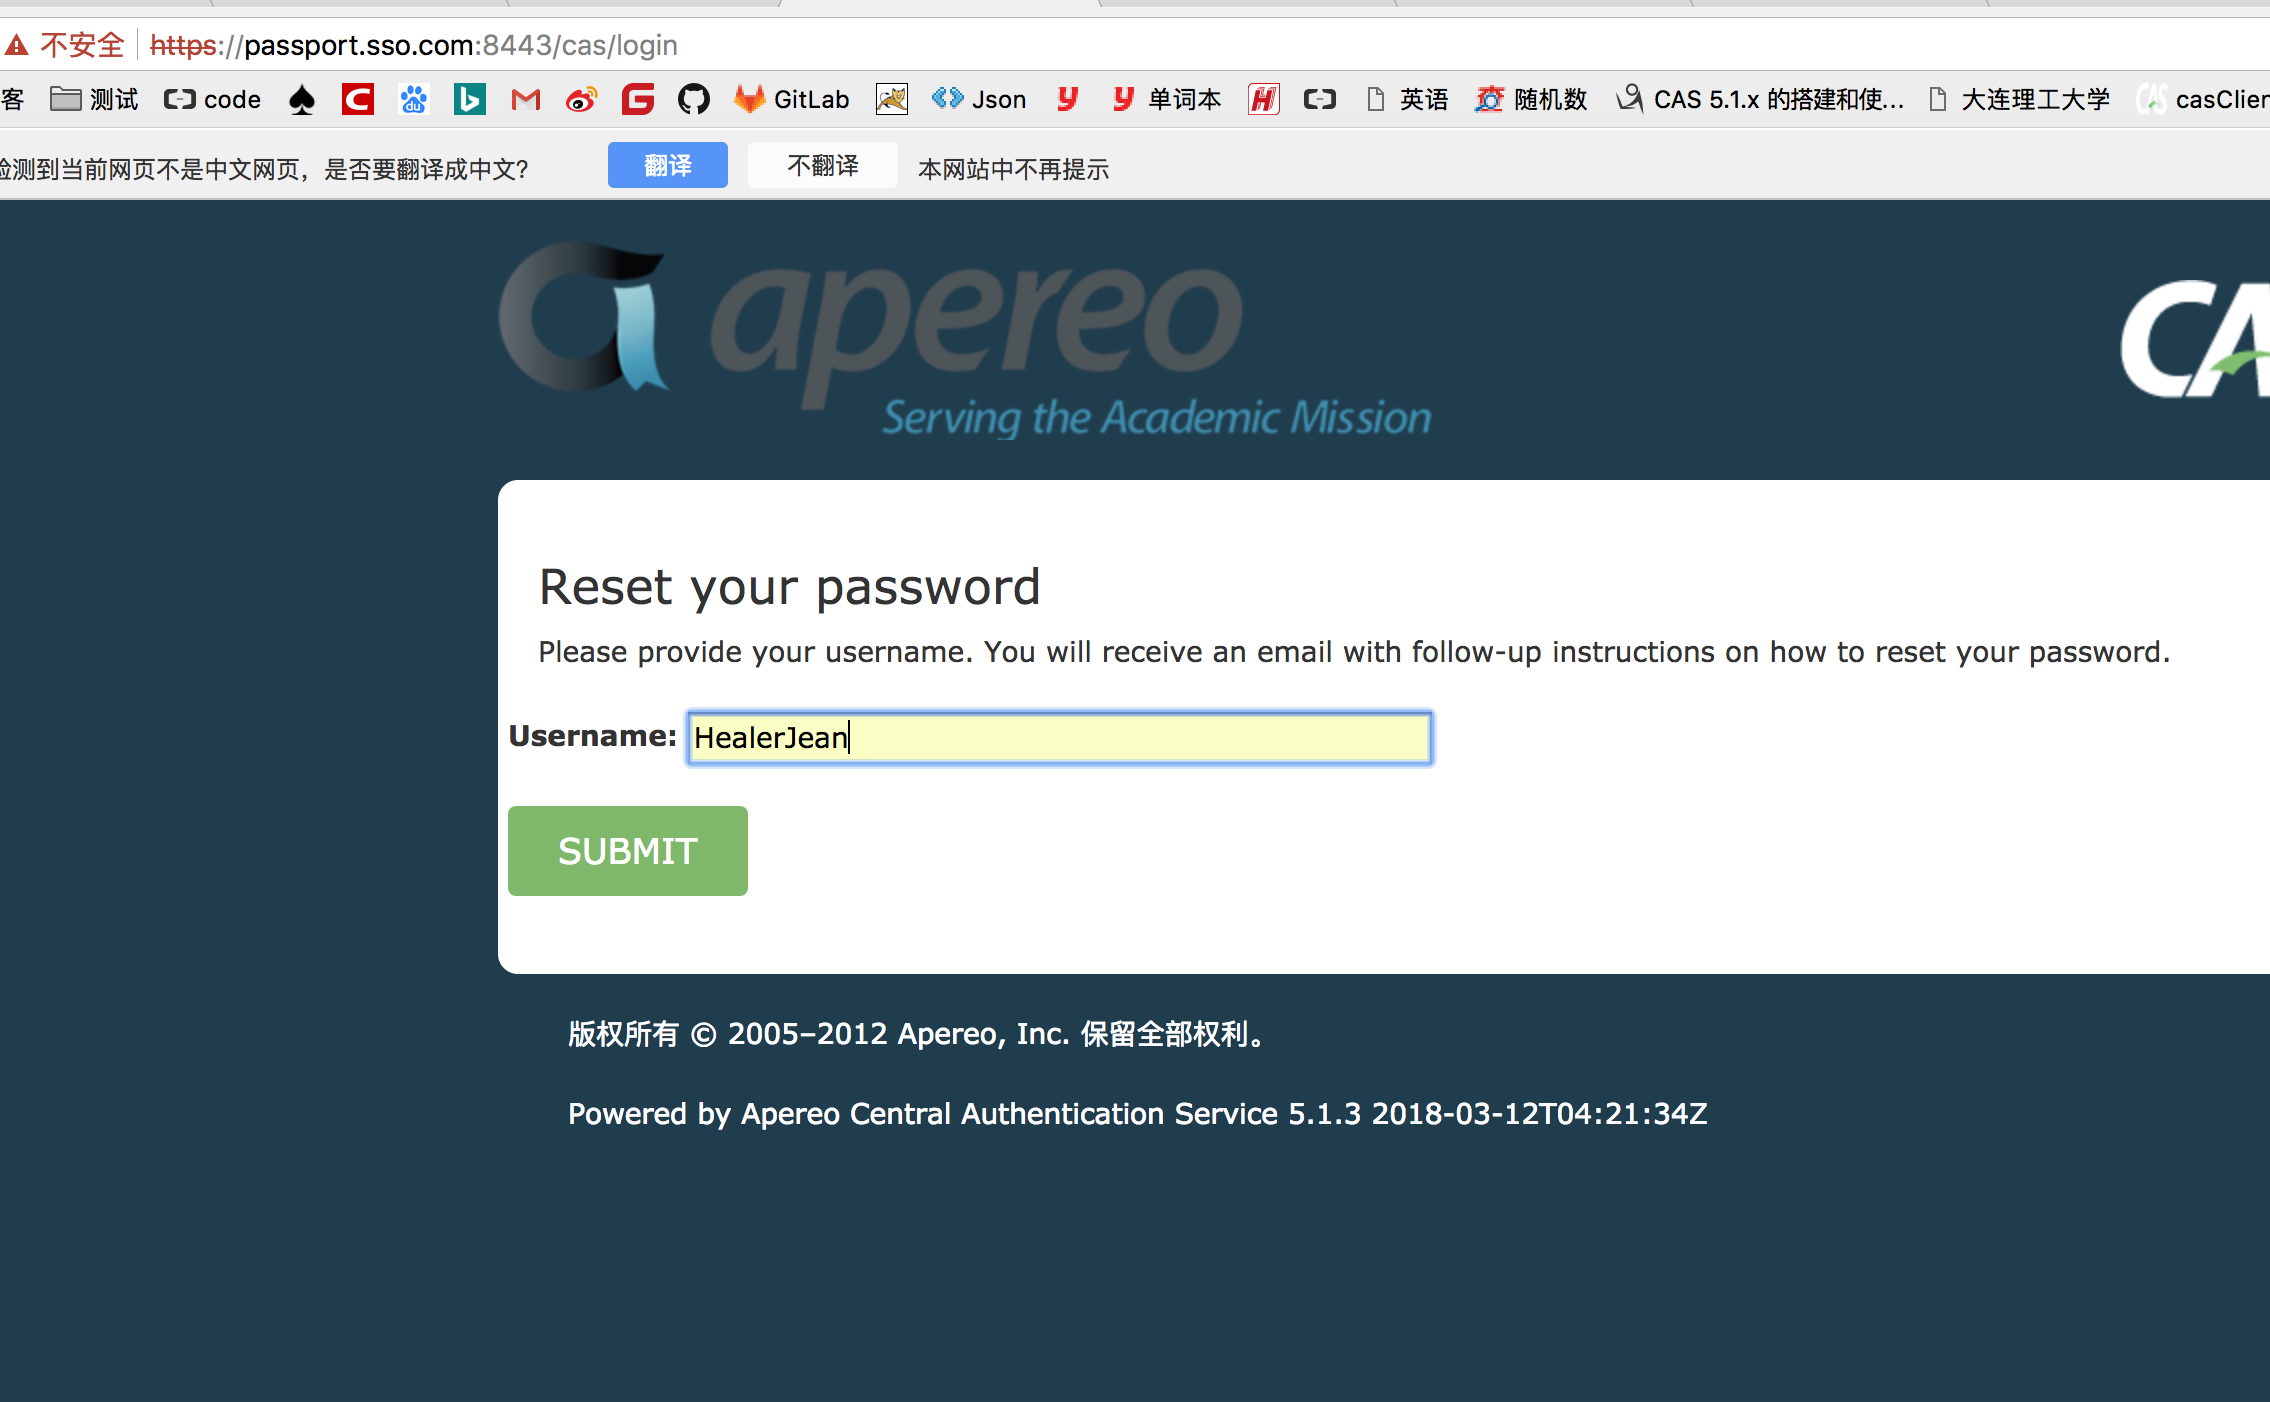 不安全 https://passport.sso.com:8443/cas/login
客 测试 code GitLab Json 单词本 英语 随机数 CAS 5.1.x 的搭建和使... 大连理工大学 casClien
检测到当前网页不是中文网页，是否要翻译成中文? 翻译 不翻译 本网站中不再提示
apereo
Serving the Academic Mission
CA
Reset your password
Please provide your username. You will receive an email with follow-up instructions on how to reset your password.
Username: HealerJean
SUBMIT
版权所有 © 2005–2012 Apereo, Inc. 保留全部权利。
Powered by Apereo Central Authentication Service 5.1.3 2018-03-12T04:21:34Z